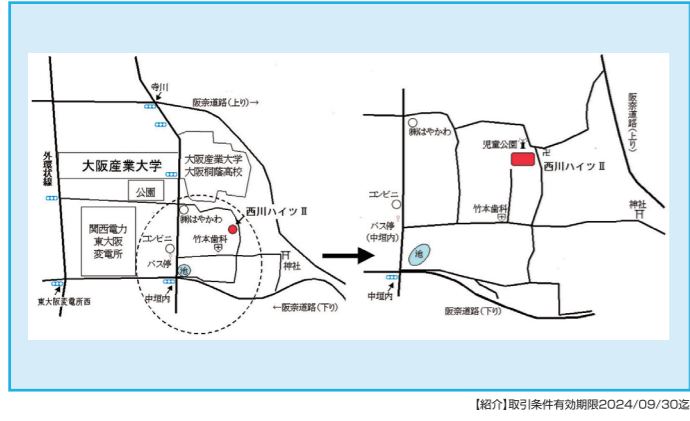 寺川
阪奈道路(上り)→
外環状線
大阪産業大学
大阪産業大学
大阪桐蔭高校
公園
西川ハイツⅡ
㈱はやかわ
関西電力
東大阪
変電所
コンビニ
竹本歯科
バス停
池
神社
東大阪変電所西
中垣内
←阪奈道路(下り)
阪奈道路(上り)
㈱はやかわ
児童公園
卍
西川ハイツⅡ
コンビニ
竹本歯科
神社
バス停
(中垣内)
池
中垣内
阪奈道路(下り)
【紹介】取引条件有効期限2024/09/30迄